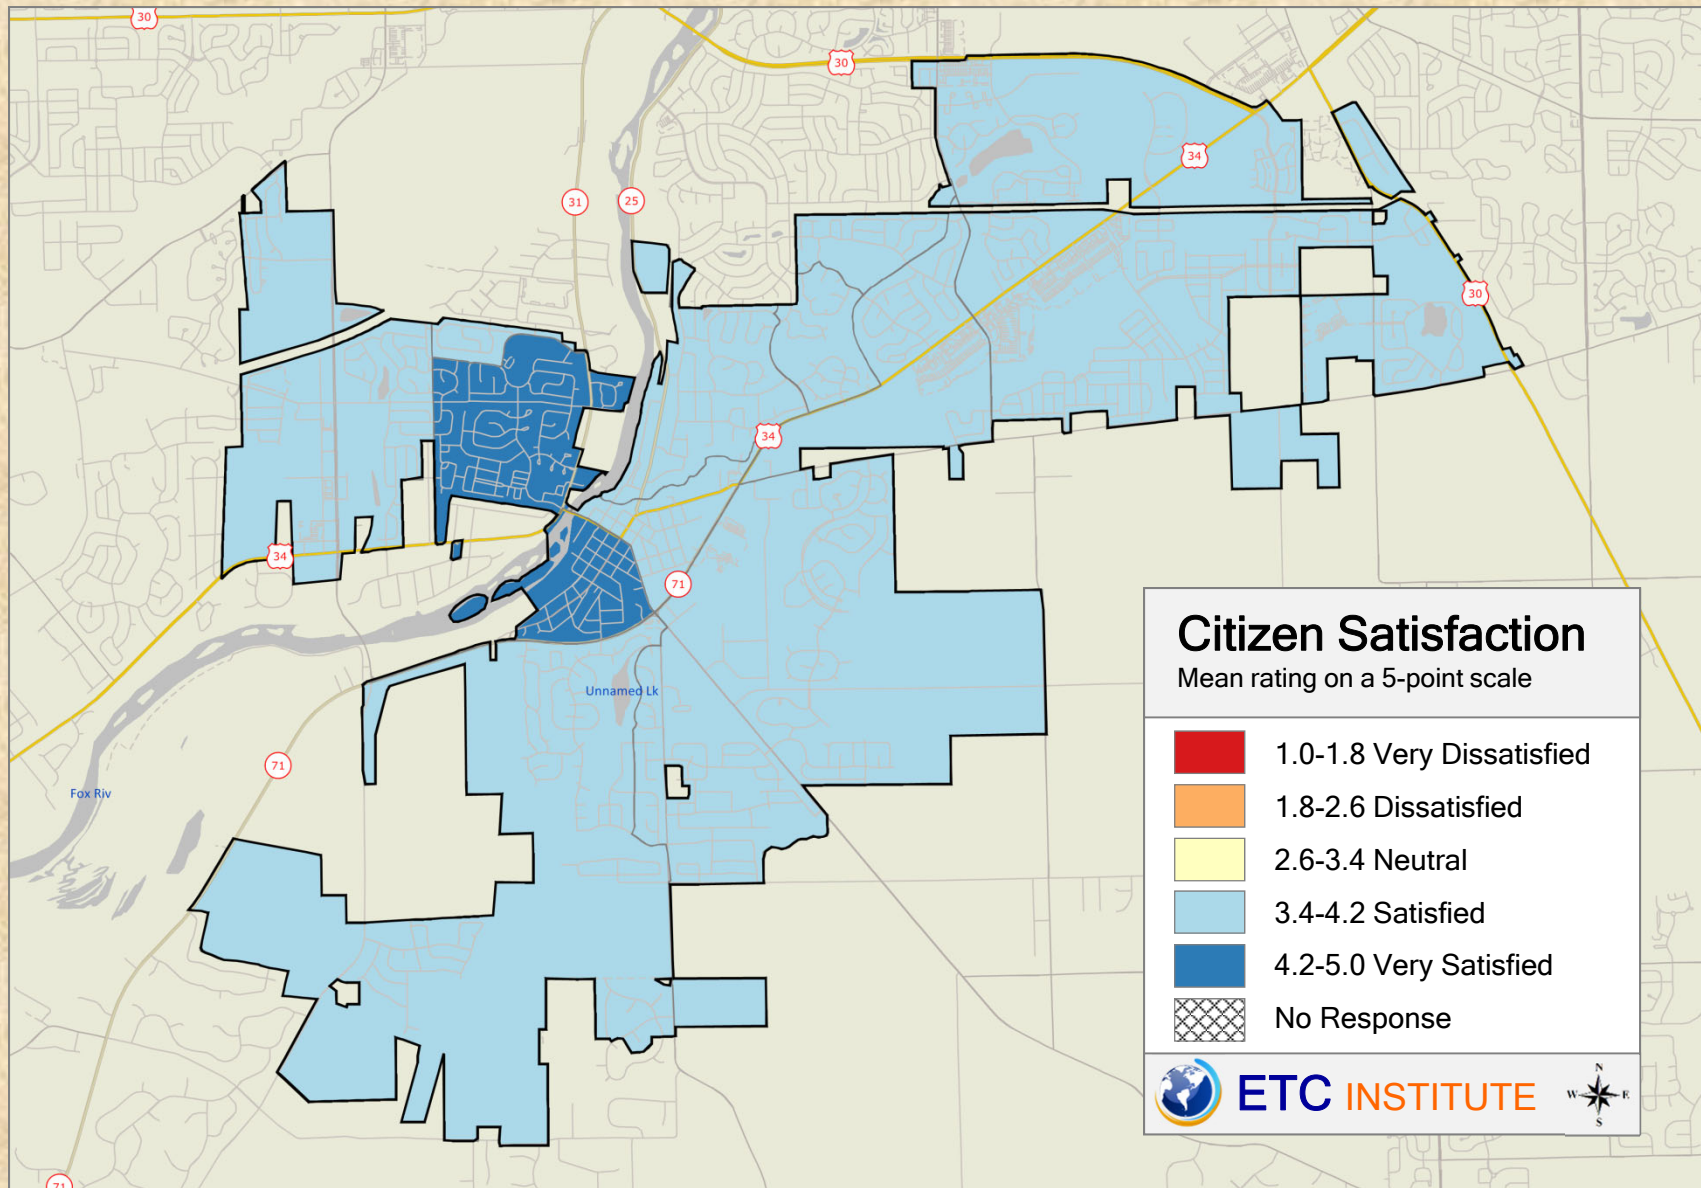 30
30
34
31
25
30
34
34
71
Unnamed Lk
71
Fox Riv
71
Citizen Satisfaction
Mean rating on a 5-point scale
1.0-1.8 Very Dissatisfied
1.8-2.6 Dissatisfied
2.6-3.4 Neutral
3.4-4.2 Satisfied
4.2-5.0 Very Satisfied
No Response
ETC INSTITUTE
N
W E
S